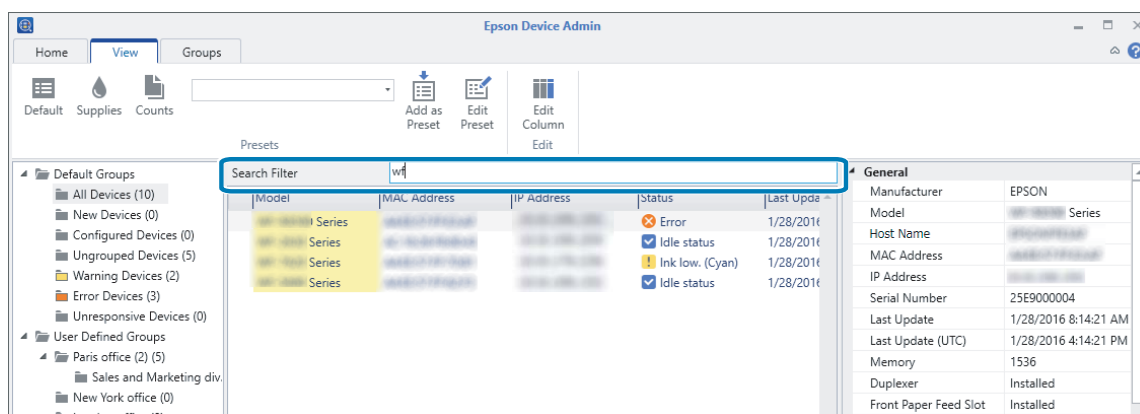 Epson Device Admin
Home View Groups
Default Supplies Counts Add as Preset Edit Preset Edit Column
Presets Edit
Search Filter wf
Model MAC Address IP Address Status Last Upda
Series Error 1/28/2016
Series Idle status 1/28/2016
Series Ink low. (Cyan) 1/28/2016
Series Idle status 1/28/2016
Default Groups
All Devices (10)
New Devices (0)
Configured Devices (0)
Ungrouped Devices (5)
Warning Devices (2)
Error Devices (3)
Unresponsive Devices (0)
User Defined Groups
Paris office (2) (5)
Sales and Marketing div.
New York office (0)
General
Manufacturer EPSON
Model Series
Host Name
MAC Address
IP Address
Serial Number 25E9000004
Last Update 1/28/2016 8:14:21 AM
Last Update (UTC) 1/28/2016 4:14:21 PM
Memory 1536
Duplexer Installed
Front Paper Feed Slot Installed